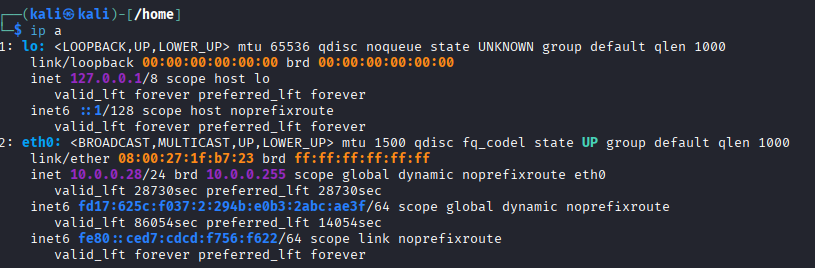 ┌──(kali㉿kali)-[/home]
└─$ ip a
1: lo: <LOOPBACK,UP,LOWER_UP> mtu 65536 qdisc noqueue state UNKNOWN group default qlen 1000
    link/loopback 00:00:00:00:00:00 brd 00:00:00:00:00:00
    inet 127.0.0.1/8 scope host lo
       valid_lft forever preferred_lft forever
    inet6 ::1/128 scope host noprefixroute
       valid_lft forever preferred_lft forever
2: eth0: <BROADCAST,MULTICAST,UP,LOWER_UP> mtu 1500 qdisc fq_codel state UP group default qlen 1000
    link/ether 08:00:27:1f:b7:23 brd ff:ff:ff:ff:ff:ff
    inet 10.0.0.28/24 brd 10.0.0.255 scope global dynamic noprefixroute eth0
       valid_lft 28730sec preferred_lft 28730sec
    inet6 fd17:625c:f037:2:294b:e0b3:2abc:ae3f/64 scope global dynamic noprefixroute
       valid_lft 86054sec preferred_lft 14054sec
    inet6 fe80::ced7:cdcd:f756:f622/64 scope link noprefixroute
       valid_lft forever preferred_lft forever